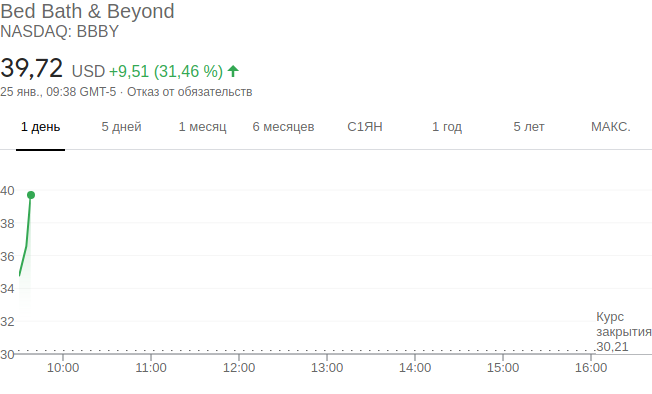 Bed Bath & Beyond
NASDAQ: BBBY
39,72 USD +9,51 (31,46 %)
25 янв., 09:38 GMT-5 · Отказ от обязательств
1 день 5 дней 1 месяц 6 месяцев С1ЯН 1 год 5 лет МАКС.
40
38
36
34
32
30
Курс
закрытия
30,21
10:00 11:00 12:00 13:00 14:00 15:00 16:00